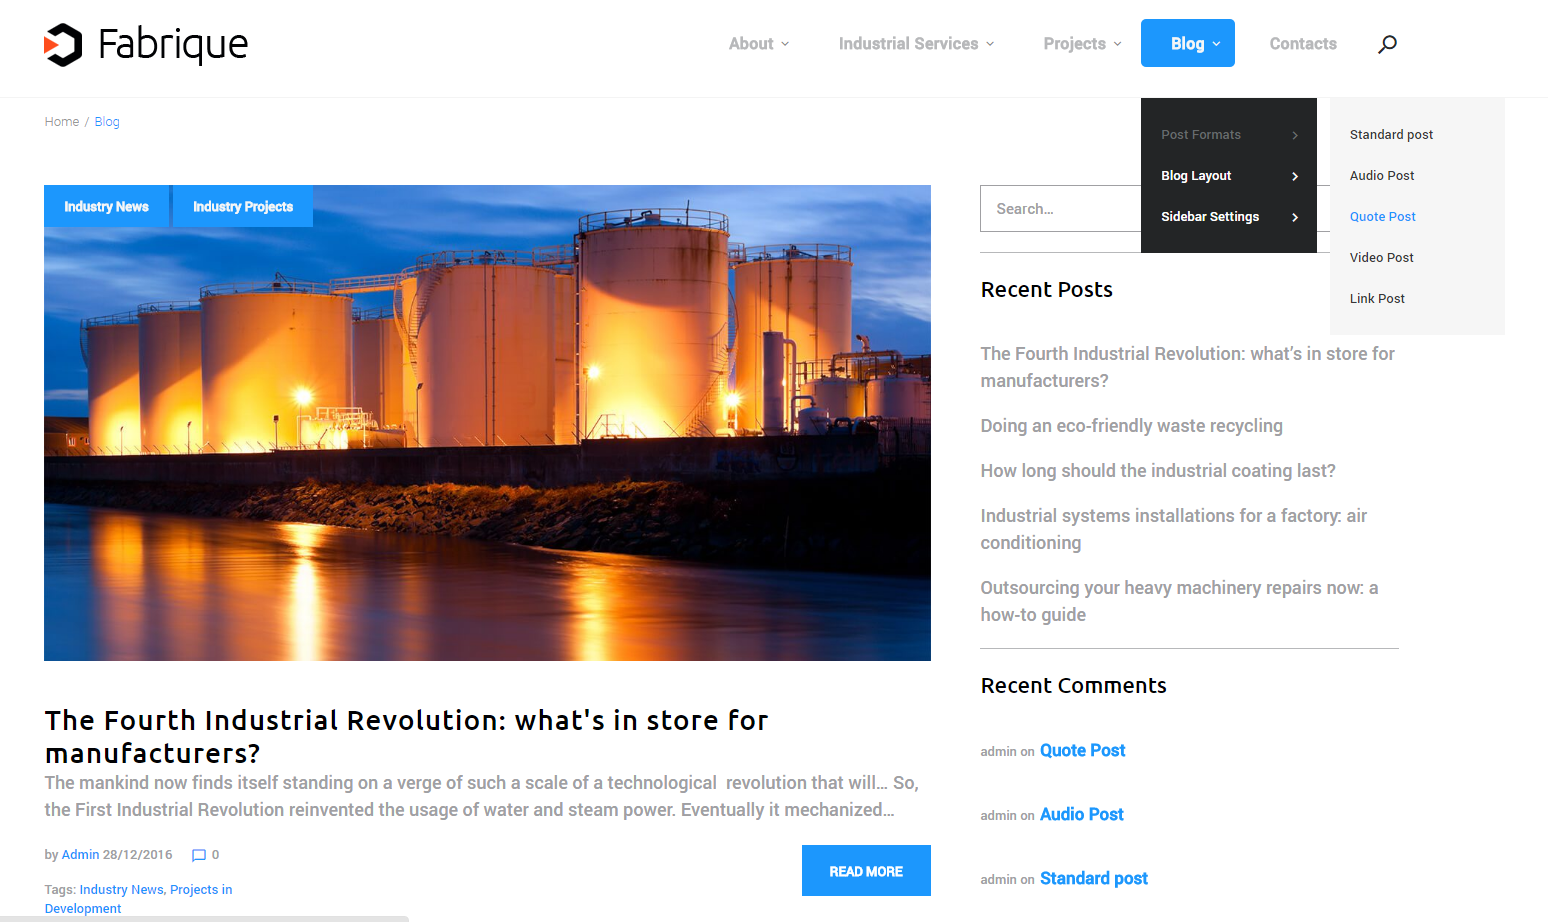 Fabrique
About
Industrial Services
Projects
Blog
Contacts
Home / Blog
Post Formats
Blog Layout
Sidebar Settings
Standard post
Audio Post
Quote Post
Video Post
Link Post
Industry News
Industry Projects
The Fourth Industrial Revolution: what's in store for
manufacturers?
The mankind now finds itself standing on a verge of such a scale of a technological revolution that will... So,
the First Industrial Revolution reinvented the usage of water and steam power. Eventually it mechanized...
by Admin 28/12/2016 0
READ MORE
Tags: Industry News, Projects in
Development
Search...
Recent Posts
The Fourth Industrial Revolution: what's in store for
manufacturers?
Doing an eco-friendly waste recycling
How long should the industrial coating last?
Industrial systems installations for a factory: air
conditioning
Outsourcing your heavy machinery repairs now: a
how-to guide
Recent Comments
admin on Quote Post
admin on Audio Post
admin on Standard post